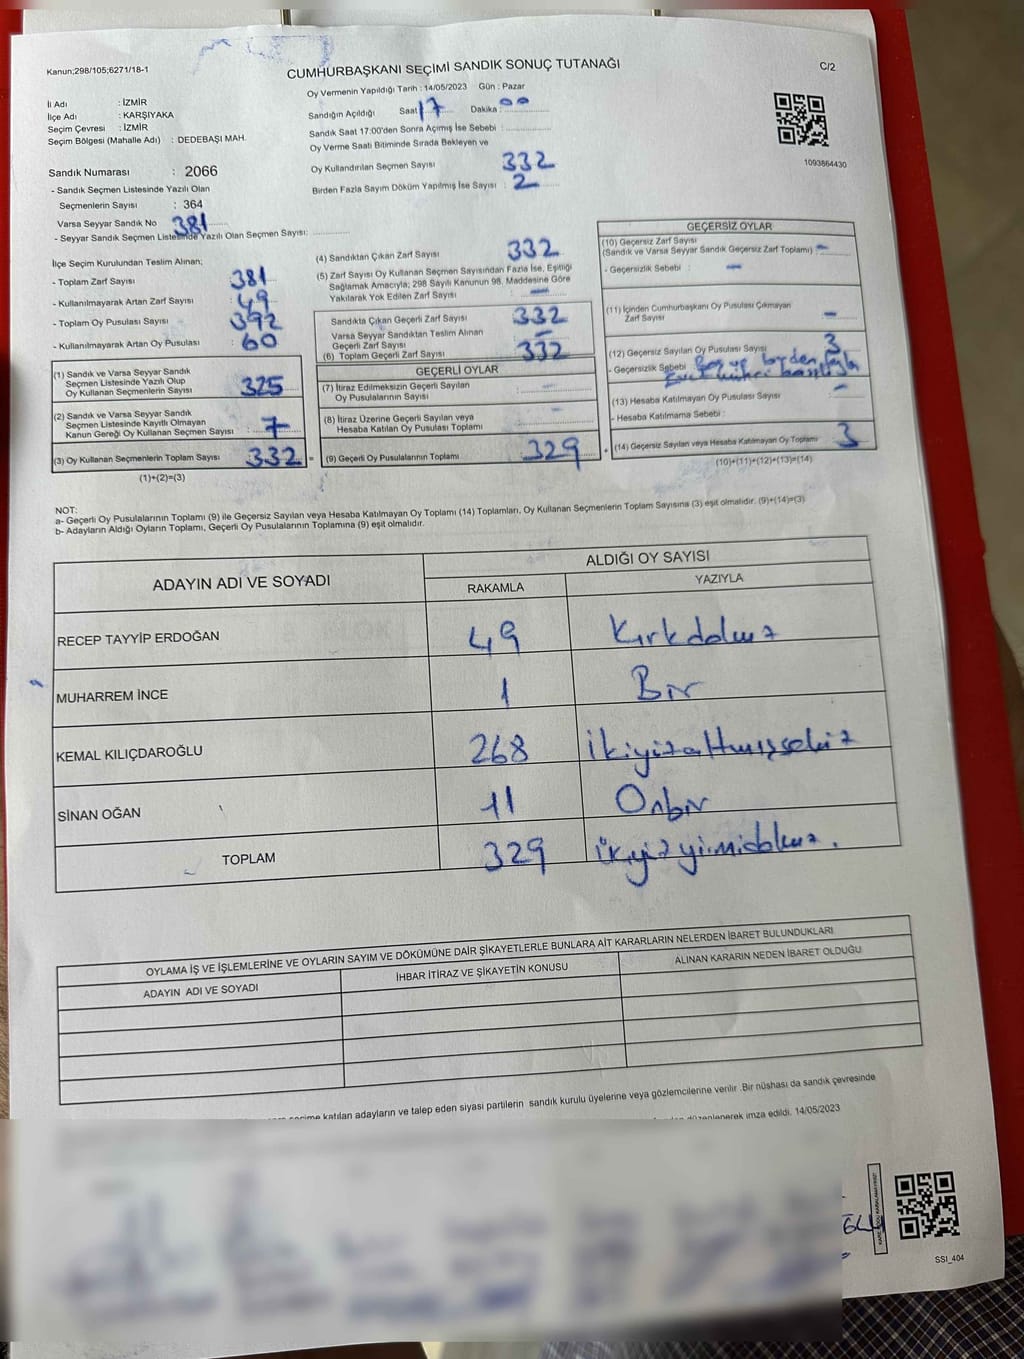 Kanun;298/105;6271/18-1
CUMHURBAŞKANI SEÇİMİ SANDIK SONUÇ TUTANAĞI
C/2
Oy Vermenin Yapıldığı Tarih : 14/05/2023 Gün : Pazar
İl Adı : İZMİR
İlçe Adı : KARŞIYAKA
Seçim Çevresi : İZMİR
Seçim Bölgesi (Mahalle Adı) : DEDEBAŞI MAH.
Sandığın Açıldığı Saat : 17 Dakika : 00
Sandık Saat 17:00'den Sonra Açımış İse Sebebi :
Oy Verme Saati Bitiminde Sırada Bekleyen ve
Oy Kullandırılan Seçmen Sayısı 332
Birden Fazla Sayım Döküm Yapılmış İse Sayısı : 2
1093864430
Sandık Numarası : 2066
- Sandık Seçmen Listesinde Yazılı Olan
Seçmenlerin Sayısı : 364
Varsa Seyyar Sandık No 381
- Seyyar Sandık Seçmen Listesinde Yazılı Olan Seçmen Sayısı:
İlçe Seçim Kurulundan Teslim Alınan;
- Toplam Zarf Sayısı 381
- Kullanılmayarak Artan Zarf Sayısı : 49
- Toplam Oy Pusulası Sayısı 392
- Kullanılmayarak Artan Oy Pusulası : 60
(1) Sandık ve Varsa Seyyar Sandık
Seçmen Listesinde Yazılı Olup
Oy Kullanan Seçmenlerin Sayısı 325
(2) Sandık ve Varsa Seyyar Sandık
Seçmen Listesinde Kayıtlı Olmayan
Kanun Gereği Oy Kullanan Seçmen Sayısı : 7
(3) Oy Kullanan Seçmenlerin Toplam Sayısı 332 =
(1)+(2)=(3)
(4) Sandıktan Çıkan Zarf Sayısı 332
(5) Zarf Sayısı Oy Kullanan Seçmen Sayısından Fazla İse, Eşitliği
Sağlamak Amacıyla; 298 Sayılı Kanunun 98. Maddesine Göre
Yakılarak Yok Edilen Zarf Sayısı : —
Sandıkta Çıkan Geçerli Zarf Sayısı 332
Varsa Seyyar Sandıktan Teslim Alınan
Geçerli Zarf Sayısı : —
(6) Toplam Geçerli Zarf Sayısı 332
GEÇERLİ OYLAR
(7) İtiraz Edilmeksizin Geçerli Sayılan
Oy Pusulalarının Sayısı : —
(8) İtiraz Üzerine Geçerli Sayılan veya
Hesaba Katılan Oy Pusulası Toplamı : —
(9) Geçerli Oy Pusulalarının Toplamı 329 +
GEÇERSİZ OYLAR
(10) Geçersiz Zarf Sayısı
(Sandık ve Varsa Seyyar Sandık Geçersiz Zarf Toplamı) : —
- Geçersizlik Sebebi : —
(11) İçinden Cumhurbaşkanı Oy Pusulası Çıkmayan
Zarf Sayısı —
(12) Geçersiz Sayılan Oy Pusulası Sayısı 3
- Geçersizlik Sebebi : birden fazla
(13) Hesaba Katılmayan Oy Pusulası Sayısı : —
- Hesaba Katılmama Sebebi :
(14) Geçersiz Sayılan veya Hesaba Katılmayan Oy Toplamı 3
(10)+(11)+(12)+(13)=(14)
NOT:
a- Geçerli Oy Pusulalarının Toplamı (9) ile Geçersiz Sayılan veya Hesaba Katılmayan Oy Toplamı (14) Toplamları, Oy Kullanan Seçmenlerin Toplam Sayısına (3) eşit olmalıdır. (9)+(14)=(3)
b- Adayların Aldığı Oyların Toplamı, Geçerli Oy Pusulalarının Toplamına (9) eşit olmalıdır.
ADAYIN ADI VE SOYADI
ALDIĞI OY SAYISI
RAKAMLA YAZIYLA
RECEP TAYYİP ERDOĞAN 49 Kırkdokuz
MUHARREM İNCE 1 Bir
KEMAL KILIÇDAROĞLU 268 İkiyüzaltmışsekiz
SİNAN OĞAN 11 Onbir
TOPLAM 329 ikiyüzyirmidokuz.
OYLAMA İŞ VE İŞLEMLERİNE VE OYLARIN SAYIM VE DÖKÜMÜNE DAİR ŞİKAYETLERLE BUNLARA AİT KARARLARIN NELERDEN İBARET BULUNDUKLARI
ADAYIN ADI VE SOYADI
İHBAR İTİRAZ VE ŞİKAYETİN KONUSU
ALINAN KARARIN NEDEN İBARET OLDUĞU
seçime katılan adayların ve talep eden siyasi partilerin sandık kurulu üyelerine veya gözlemcilerine verilir .Bir nüshası da sandık çevresinde
düzenlenerek imza edildi. 14/05/2023
SSI_404